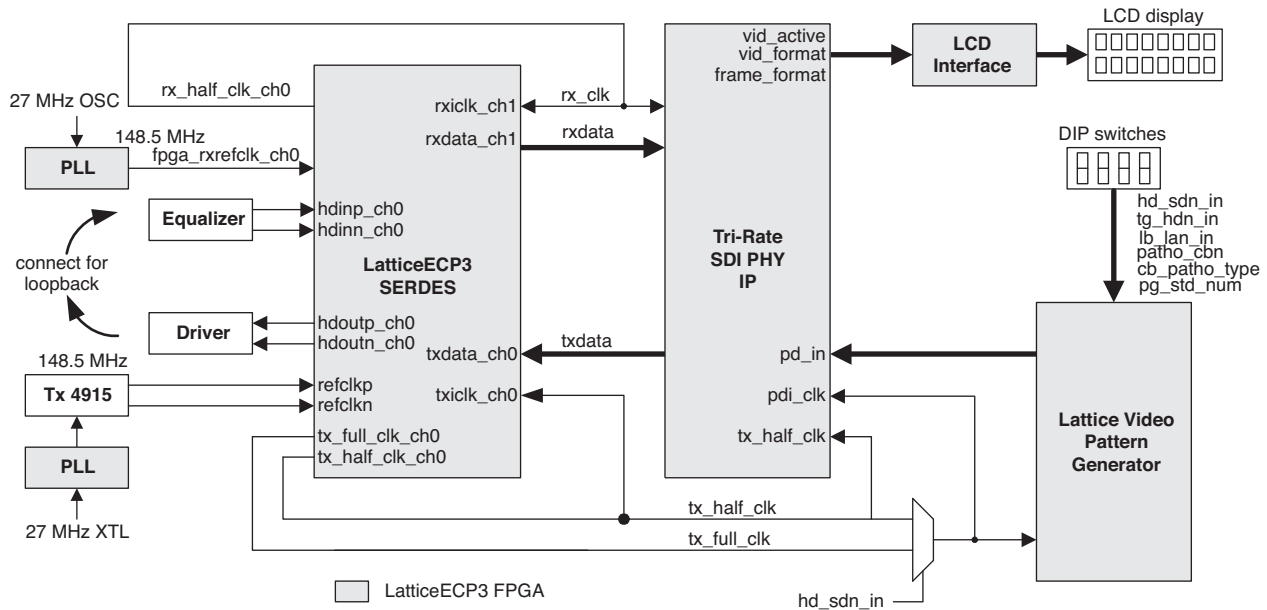 LCD display
vid_active
vid_format
frame_format
LCD
Interface
rx_half_clk_ch0
rxiclk_ch1
rx_clk
27 MHz OSC
148.5 MHz
rxdata_ch1
rxdata
DIP switches
PLL
fpga_rxrefclk_ch0
Equalizer
hdinp_ch0
hdinn_ch0
hd_sdn_in
tg_hdn_in
lb_lan_in
patho_cbn
cb_patho_type
pg_std_num
connect for
loopback
LatticeECP3
SERDES
Tri-Rate
SDI PHY
IP
Driver
hdoutp_ch0
hdoutn_ch0
txdata_ch0
txdata
pd_in
148.5 MHz
Tx 4915
refclkp
refclkn
txiclk_ch0
pdi_clk
tx_full_clk_ch0
tx_half_clk_ch0
tx_half_clk
Lattice Video
Pattern
Generator
PLL
27 MHz XTL
tx_half_clk
tx_full_clk
LatticeECP3 FPGA
hd_sdn_in